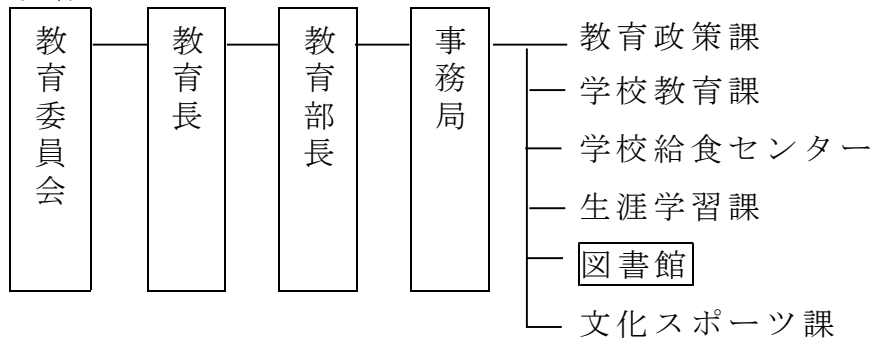 教育委員会
教育長
教育部長
事務局
教育政策課
学校教育課
学校給食センター
生涯学習課
図書館
文化スポーツ課